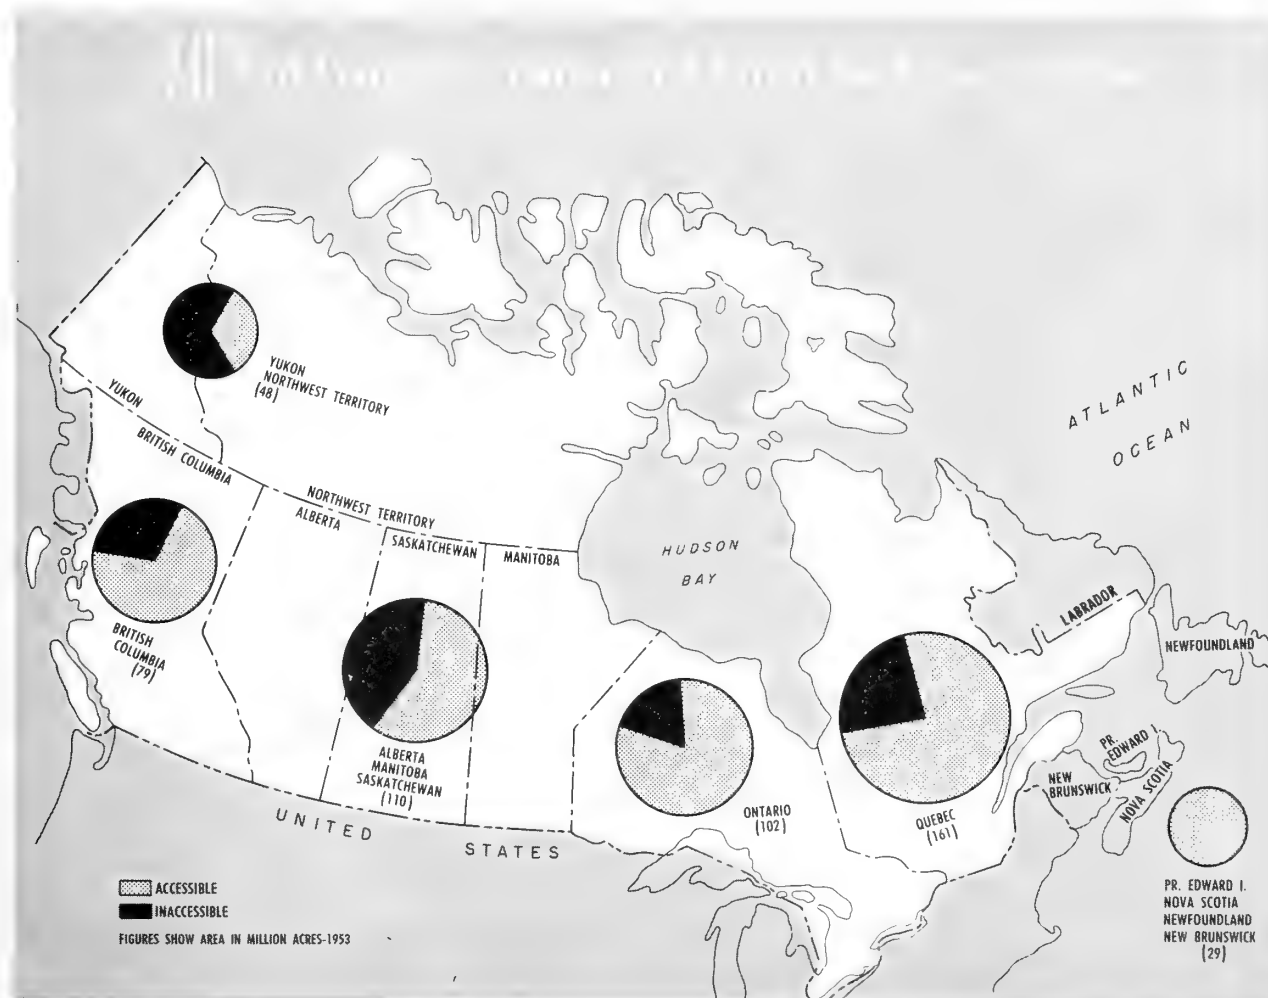 YUKON
NORTHWEST TERRITORY
(48)
YUKON
BRITISH COLUMBIA
NORTHWEST TERRITORY
ALBERTA
SASKATCHEWAN
MANITOBA
HUDSON
BAY
ATLANTIC
OCEAN
LABRADOR
NEWFOUNDLAND
BRITISH
COLUMBIA
(79)
ALBERTA
MANITOBA
SASKATCHEWAN
(110)
ONTARIO
(102)
QUEBEC
(161)
PR.
EDWARD I.
NEW
BRUNSWICK
NOVA SCOTIA
UNITED
STATES
PR. EDWARD I.
NOVA SCOTIA
NEWFOUNDLAND
NEW BRUNSWICK
(29)
ACCESSIBLE
INACCESSIBLE
FIGURES SHOW AREA IN MILLION ACRES-1953